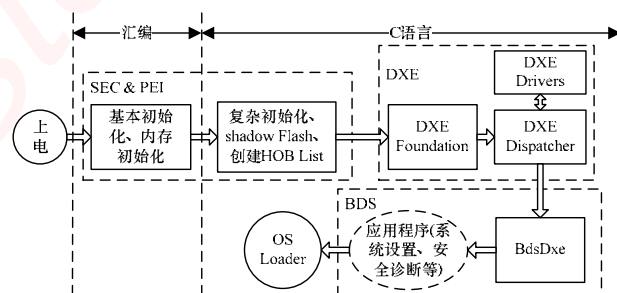 汇编
C语言
SEC & PEI
DXE
上
电
基本初始
化、内存
初始化
复杂初始化、
shadow Flash、
创建HOB List
DXE
Foundation
DXE
Drivers
DXE
Dispatcher
BDS
OS
Loader
应用程序(系
统设置、安
全诊断等)
BdsDxe